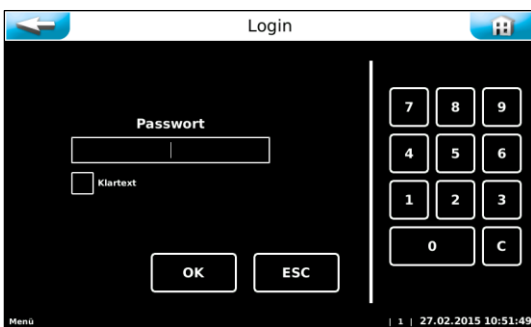 Login
Passwort
Klartext
OK ESC
7 8 9
4 5 6
1 2 3
0 C
Menü | 1 | 27.02.2015 10:51:49